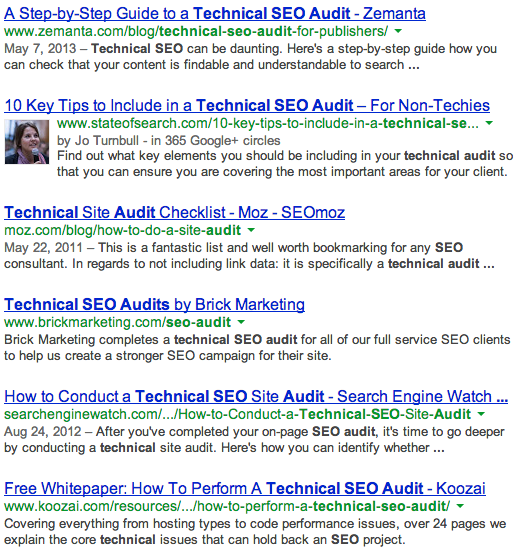 A Step-by-Step Guide to a Technical SEO Audit - Zemanta
www.zemanta.com/blog/technical-seo-audit-for-publishers/
May 7, 2013 – Technical SEO can be daunting. Here's a step-by-step guide how you
can check that your content is findable and understandable to search ...
10 Key Tips to Include in a Technical SEO Audit – For Non-Techies
www.stateofsearch.com/10-key-tips-to-include-in-a-technical-se...
by Jo Turnbull - in 365 Google+ circles
Find out what key elements you should be including in your technical audit so
that you can ensure you are covering the most important areas for your client.
Technical Site Audit Checklist - Moz - SEOmoz
moz.com/blog/how-to-do-a-site-audit
May 22, 2011 – This is a fantastic list and well worth bookmarking for any SEO
consultant. In regards to not including link data: it is specifically a technical audit ...
Technical SEO Audits by Brick Marketing
www.brickmarketing.com/seo-audit
Brick Marketing completes a technical SEO audit for all of our full service SEO clients
to help us create a stronger SEO campaign for their site.
How to Conduct a Technical SEO Site Audit - Search Engine Watch ...
searchenginewatch.com/.../How-to-Conduct-a-Technical-SEO-Site-Audit
Aug 24, 2012 – After you've completed your on-page SEO audit, it's time to go deeper
by conducting a technical site audit. Here's how you can identify whether ...
Free Whitepaper: How To Perform A Technical SEO Audit - Koozai
www.koozai.com/resources/.../how-to-perform-a-technical-seo-audit/
Covering everything from hosting types to code performance issues, over 24 pages we
explain the core technical issues that can hold back an SEO project.